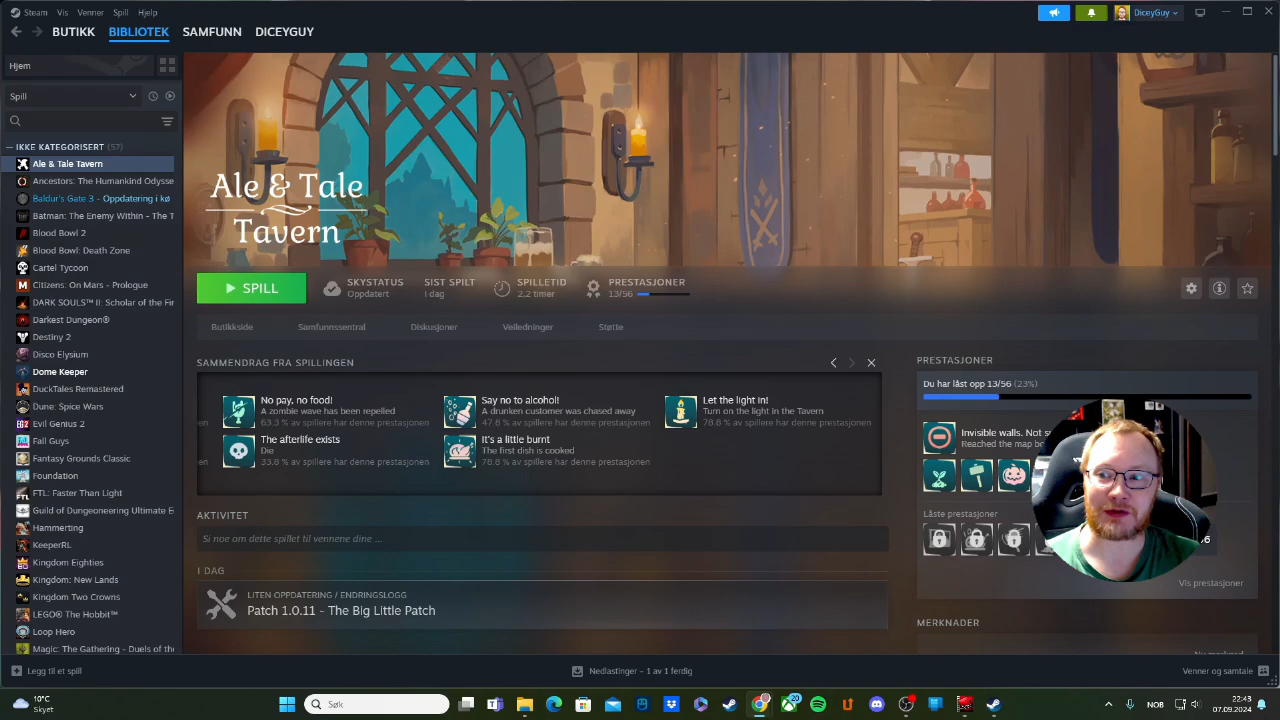 Steam Vis Venner Spill Hjelp
DiceyGuy
BUTIKK BIBLIOTEK SAMFUNN DICEYGUY
Hjem
Spill
IKKE KATEGORISERT (57)
Ale & Tale Tavern
Ancestors: The Humankind Odysse
Baldur's Gate 3 - Oppdatering i kø
Batman: The Enemy Within - The T
Blood Bowl 2
Blood Bowl: Death Zone
Cartel Tycoon
Citizens: On Mars - Prologue
DARK SOULS™ II: Scholar of the Fir
Darkest Dungeon®
Destiny 2
Disco Elysium
Dome Keeper
DuckTales Remastered
Dune: Spice Wars
Evil Genius 2
Fall Guys
Fantasy Grounds Classic
Foundation
FTL: Faster Than Light
Guild of Dungeoneering Ultimate E
Hammerting
KeeperRL
Kingdom Eighties
Kingdom: New Lands
Kingdom Two Crowns
LEGO® The Hobbit™
Loop Hero
Magic: The Gathering - Duels of the
Ale & Tale
Tavern
SPILL
SKYSTATUS
Oppdatert
SIST SPILT
I dag
SPILLETID
2,2 timer
PRESTASJONER
13/56
Butikkside Samfunnssentral Diskusjoner Veiledninger Støtte
SAMMENDRAG FRA SPILLINGEN
No pay, no food!
A zombie wave has been repelled
63.3 % av spillere har denne prestasjonen
Say no to alcohol!
A drunken customer was chased away
47.8 % av spillere har denne prestasjonen
Let the light in!
Turn on the light in the Tavern
78.8 % av spillere har denne prestasjonen
The afterlife exists
Die
33.8 % av spillere har denne prestasjonen
It's a little burnt
The first dish is cooked
78.8 % av spillere har denne prestasjonen
AKTIVITET
Si noe om dette spillet til vennene dine ...
I DAG
LITEN OPPDATERING / ENDRINGSLOGG
Patch 1.0.11 - The Big Little Patch
PRESTASJONER
Du har låst opp 13/56 (23%)
Invisible walls. Not su
Reached the map bo
Låste prestasjoner
Vis prestasjoner
MERKNADER
Legg til et spill
Nedlastinger – 1 av 1 ferdig
Venner og samtale
10°C
Skyet
Søk
20
NOB
22:43
07.09.2024